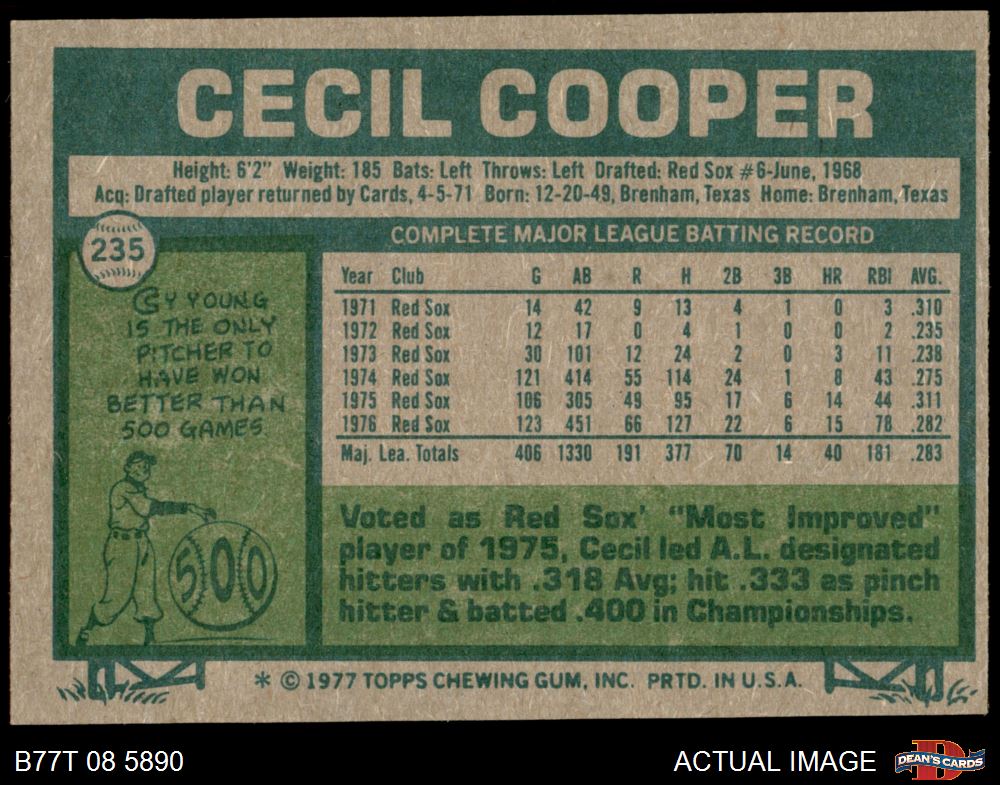 CECIL COOPER
Height: 6'2" Weight: 185 Bats: Left Throws: Left Drafted: Red Sox #6-June, 1968
Acq: Drafted player returned by Cards, 4-5-71 Born: 12-20-49, Brenham, Texas Home: Brenham, Texas
235
CY YOUNG
IS THE ONLY
PITCHER TO
HAVE WON
BETTER THAN
500 GAMES.
500
COMPLETE MAJOR LEAGUE BATTING RECORD
Year Club G AB R H 2B 3B HR RBI AVG.
1971 Red Sox 14 42 9 13 4 1 0 3 .310
1972 Red Sox 12 17 0 4 1 0 0 2 .235
1973 Red Sox 30 101 12 24 2 0 3 11 .238
1974 Red Sox 121 414 55 114 24 1 8 43 .275
1975 Red Sox 106 305 49 95 17 6 14 44 .311
1976 Red Sox 123 451 66 127 22 6 15 78 .282
Maj. Lea. Totals 406 1330 191 377 70 14 40 181 .283
Voted as Red Sox' "Most Improved"
player of 1975, Cecil led A.L. designated
hitters with .318 Avg; hit .333 as pinch
hitter & batted .400 in Championships.
* © 1977 TOPPS CHEWING GUM, INC. PRTD. IN U.S.A.
B77T 08 5890
ACTUAL IMAGE
D
DEAN'S CARDS